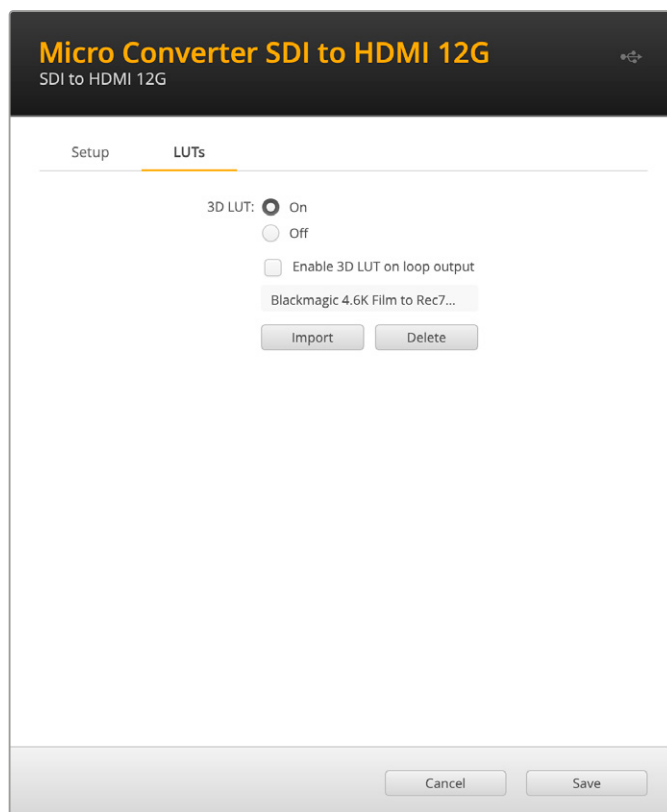 Micro Converter SDI to HDMI 12G
SDI to HDMI 12G
Setup LUTs
3D LUT: On
Off
Enable 3D LUT on loop output
Blackmagic 4.6K Film to Rec7...
Import Delete
Cancel Save